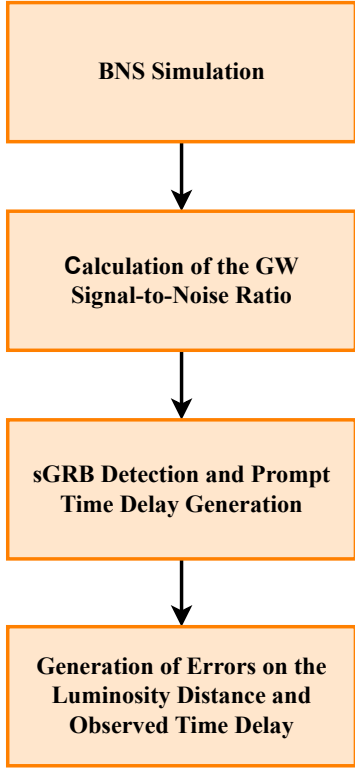 BNS Simulation
Calculation of the GW
Signal-to-Noise Ratio
sGRB Detection and Prompt
Time Delay Generation
Generation of Errors on the
Luminosity Distance and
Observed Time Delay